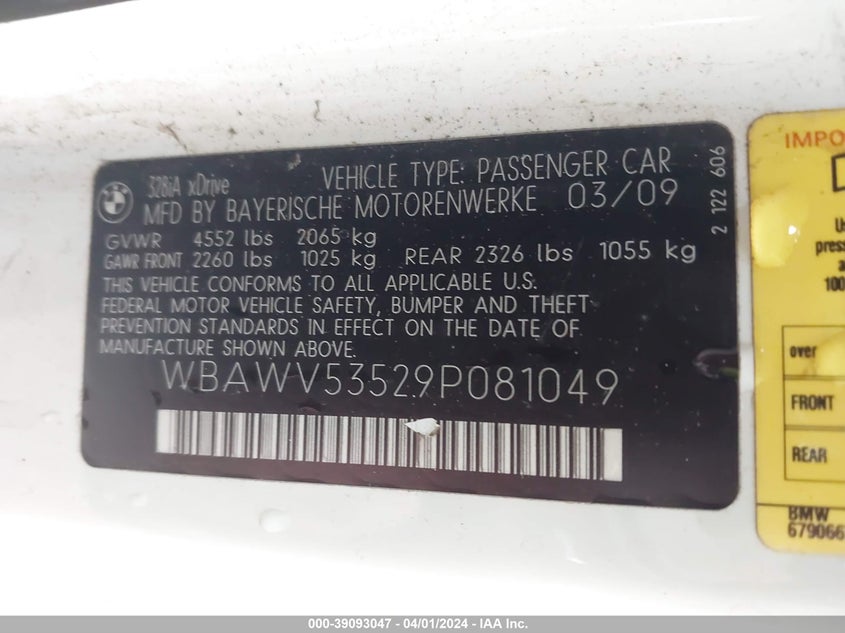 BMW
328iA xDrive VEHICLE TYPE: PASSENGER CAR
MFD BY BAYERISCHE MOTORENWERKE 03/09
GVWR 4552 lbs 2065 kg
GAWR FRONT 2260 lbs 1025 kg REAR 2326 lbs 1055 kg
THIS VEHICLE CONFORMS TO ALL APPLICABLE U.S.
FEDERAL MOTOR VEHICLE SAFETY, BUMPER AND THEFT
PREVENTION STANDARDS IN EFFECT ON THE DATE OF
MANUFACTURE SHOWN ABOVE.
WBAWV53529P081049
2 122 606
IMPO
100
over
FRONT
REAR
BMW
679066
000-39093047 - 04/01/2024 - IAA Inc.